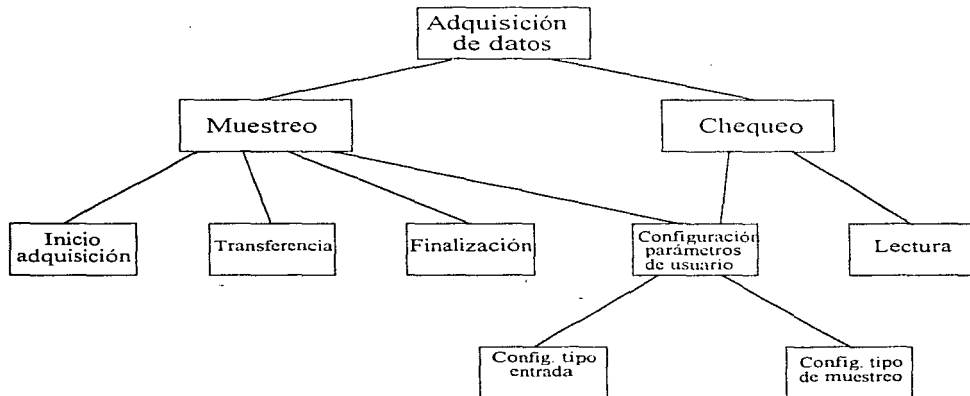 Adquisición
de datos
Muestreo
Chequeo
Inicio
adquisición
Transferencia
Finalización
Configuración
parámetros
de usuario
Lectura
Config. tipo
entrada
Config. tipo
de muestreo